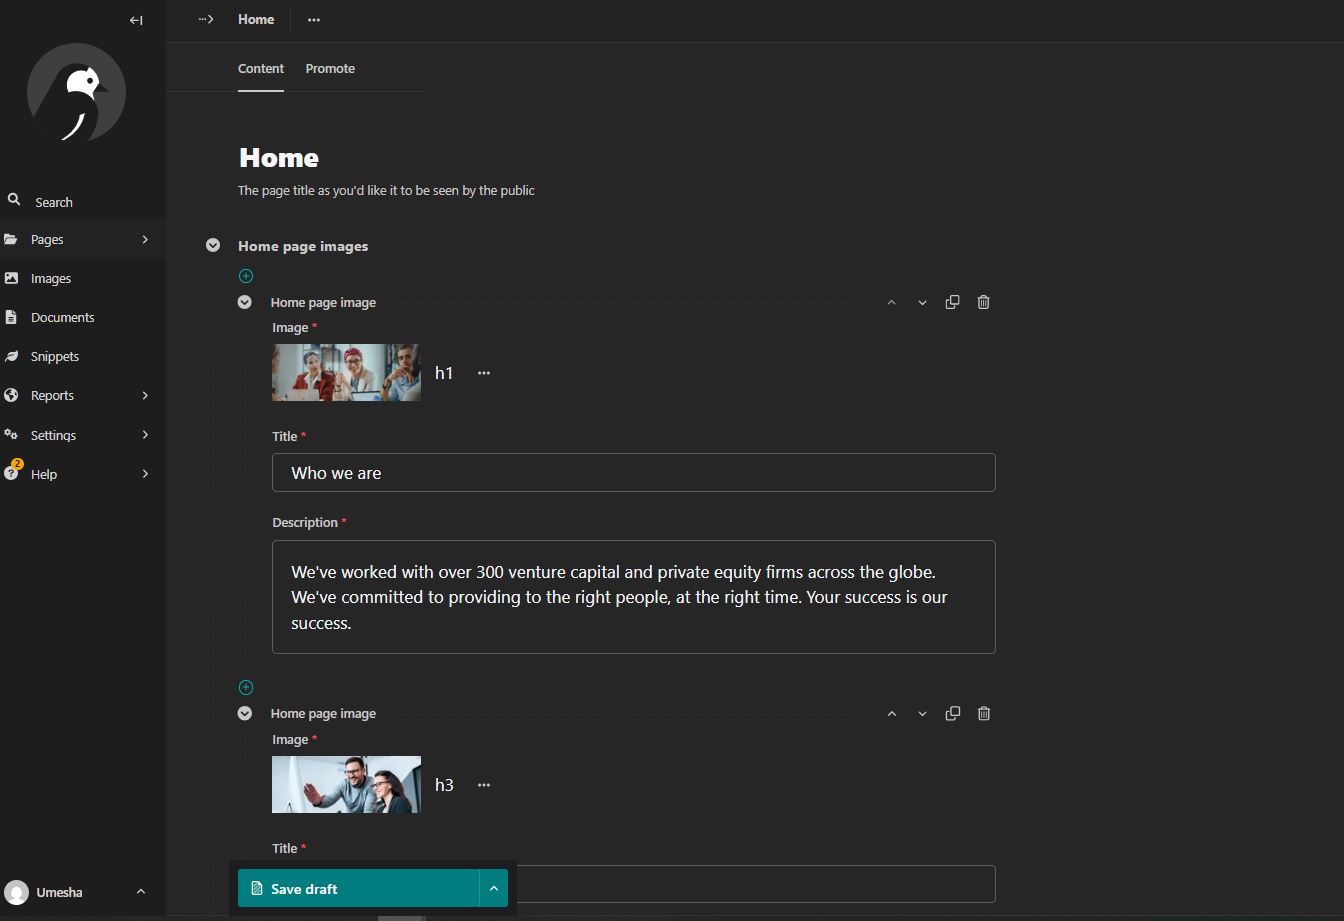 Home
Content Promote
Home
The page title as you'd like it to be seen by the public
Search
Pages
Images
Documents
Snippets
Reports
Settings
2
Help
Umesha
Home page images
Home page image
Image *
h1
Title *
Who we are
Description *
We've worked with over 300 venture capital and private equity firms across the globe.
We've committed to providing to the right people, at the right time. Your success is our
success.
Home page image
Image *
h3
Title *
Save draft